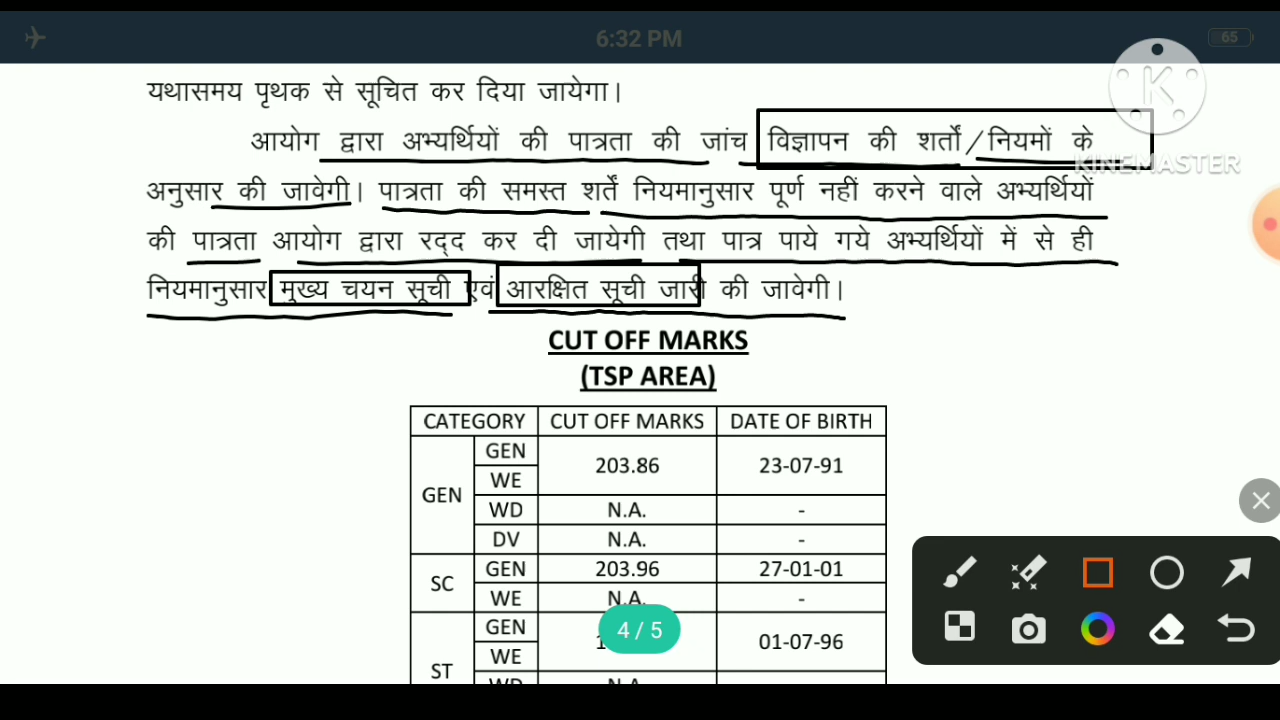 6:32 PM
65
यथासमय पृथक से सूचित कर दिया जायेगा।
आयोग द्वारा अभ्यर्थियों की पात्रता की जांच विज्ञापन की शर्तों/नियमों के
KINEMASTER
अनुसार की जावेगी। पात्रता की समस्त शर्तें नियमानुसार पूर्ण नहीं करने वाले अभ्यर्थियों
की पात्रता आयोग द्वारा रद्द कर दी जायेगी तथा पात्र पाये गये अभ्यर्थियों में से ही
नियमानुसार मुख्य चयन सूची एवं आरक्षित सूची जारी की जावेगी।
CUT OFF MARKS
(TSP AREA)
CATEGORY CUT OFF MARKS DATE OF BIRTH
GEN GEN 203.86 23-07-91
WE
WD N.A. -
DV N.A. -
SC GEN 203.96 27-01-01
WE N.A. -
ST GEN 01-07-96
WE
WD N.A.
4 / 5